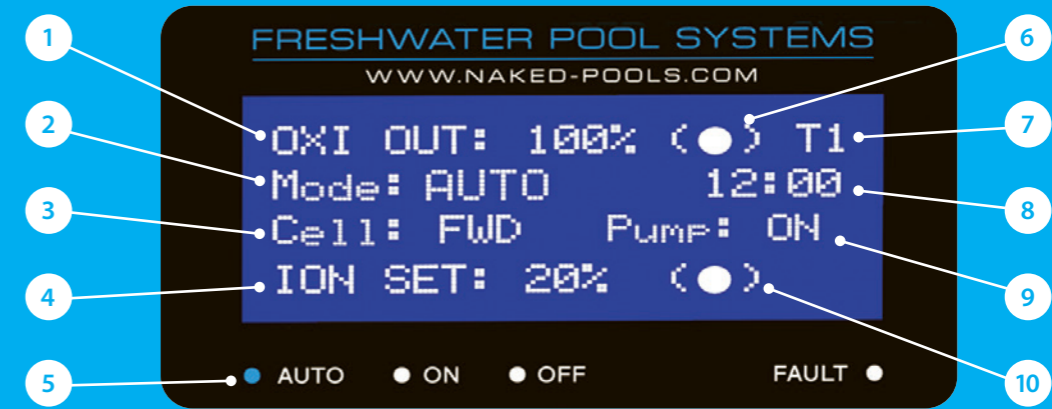 FRESHWATER POOL SYSTEMS
WWW.NAKED-POOLS.COM
1 OXI OUT: 100% (●) T1 6 7
2 Mode: AUTO 12:00 8
3 Cell: FWD Pump: ON 9
4 ION SET: 20% (●) 10
5 AUTO ON OFF FAULT